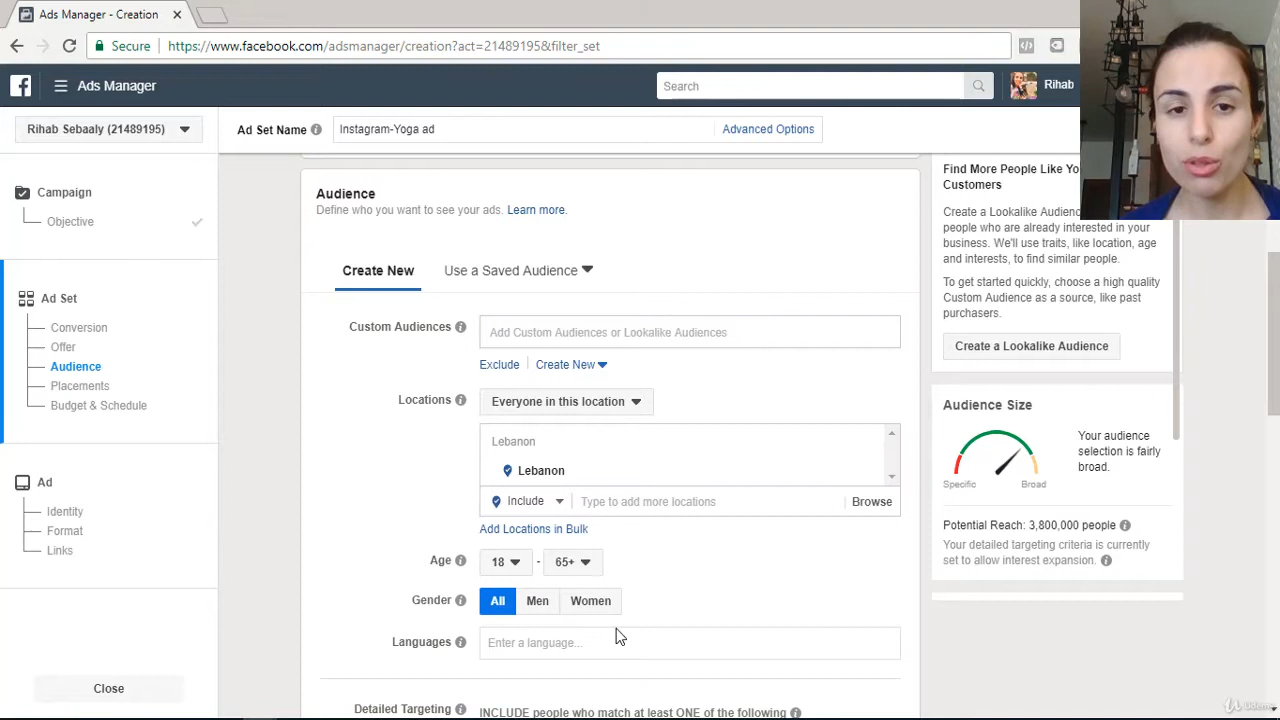 Ads Manager - Creation
Secure https://www.facebook.com/adsmanager/creation?act=21489195&filter_set
Ads Manager
Search
Rihab
Rihab Sebaaly (21489195)
Ad Set Name
Instagram-Yoga ad
Advanced Options
Campaign
Objective
Ad Set
Conversion
Offer
Audience
Placements
Budget & Schedule
Ad
Identity
Format
Links
Close
Audience
Define who you want to see your ads. Learn more.
Create New
Use a Saved Audience
Custom Audiences
Add Custom Audiences or Lookalike Audiences
Exclude
Create New
Locations
Everyone in this location
Lebanon
Lebanon
Include
Type to add more locations
Browse
Add Locations in Bulk
Age
18 - 65+
Gender
All Men Women
Languages
Enter a language...
Detailed Targeting
INCLUDE people who match at least ONE of the following
Find More People Like
Customers
Create a Lookalike
people who are already interested in your
business. We'll use traits, like location, age
and interests, to find similar people.
To get started quickly, choose a high quality
Custom Audience as a source, like past
purchasers.
Create a Lookalike Audience
Audience Size
Your audience
selection is fairly
broad.
Specific Broad
Potential Reach: 3,800,000 people
Your detailed targeting criteria is currently
set to allow interest expansion.
Udemy